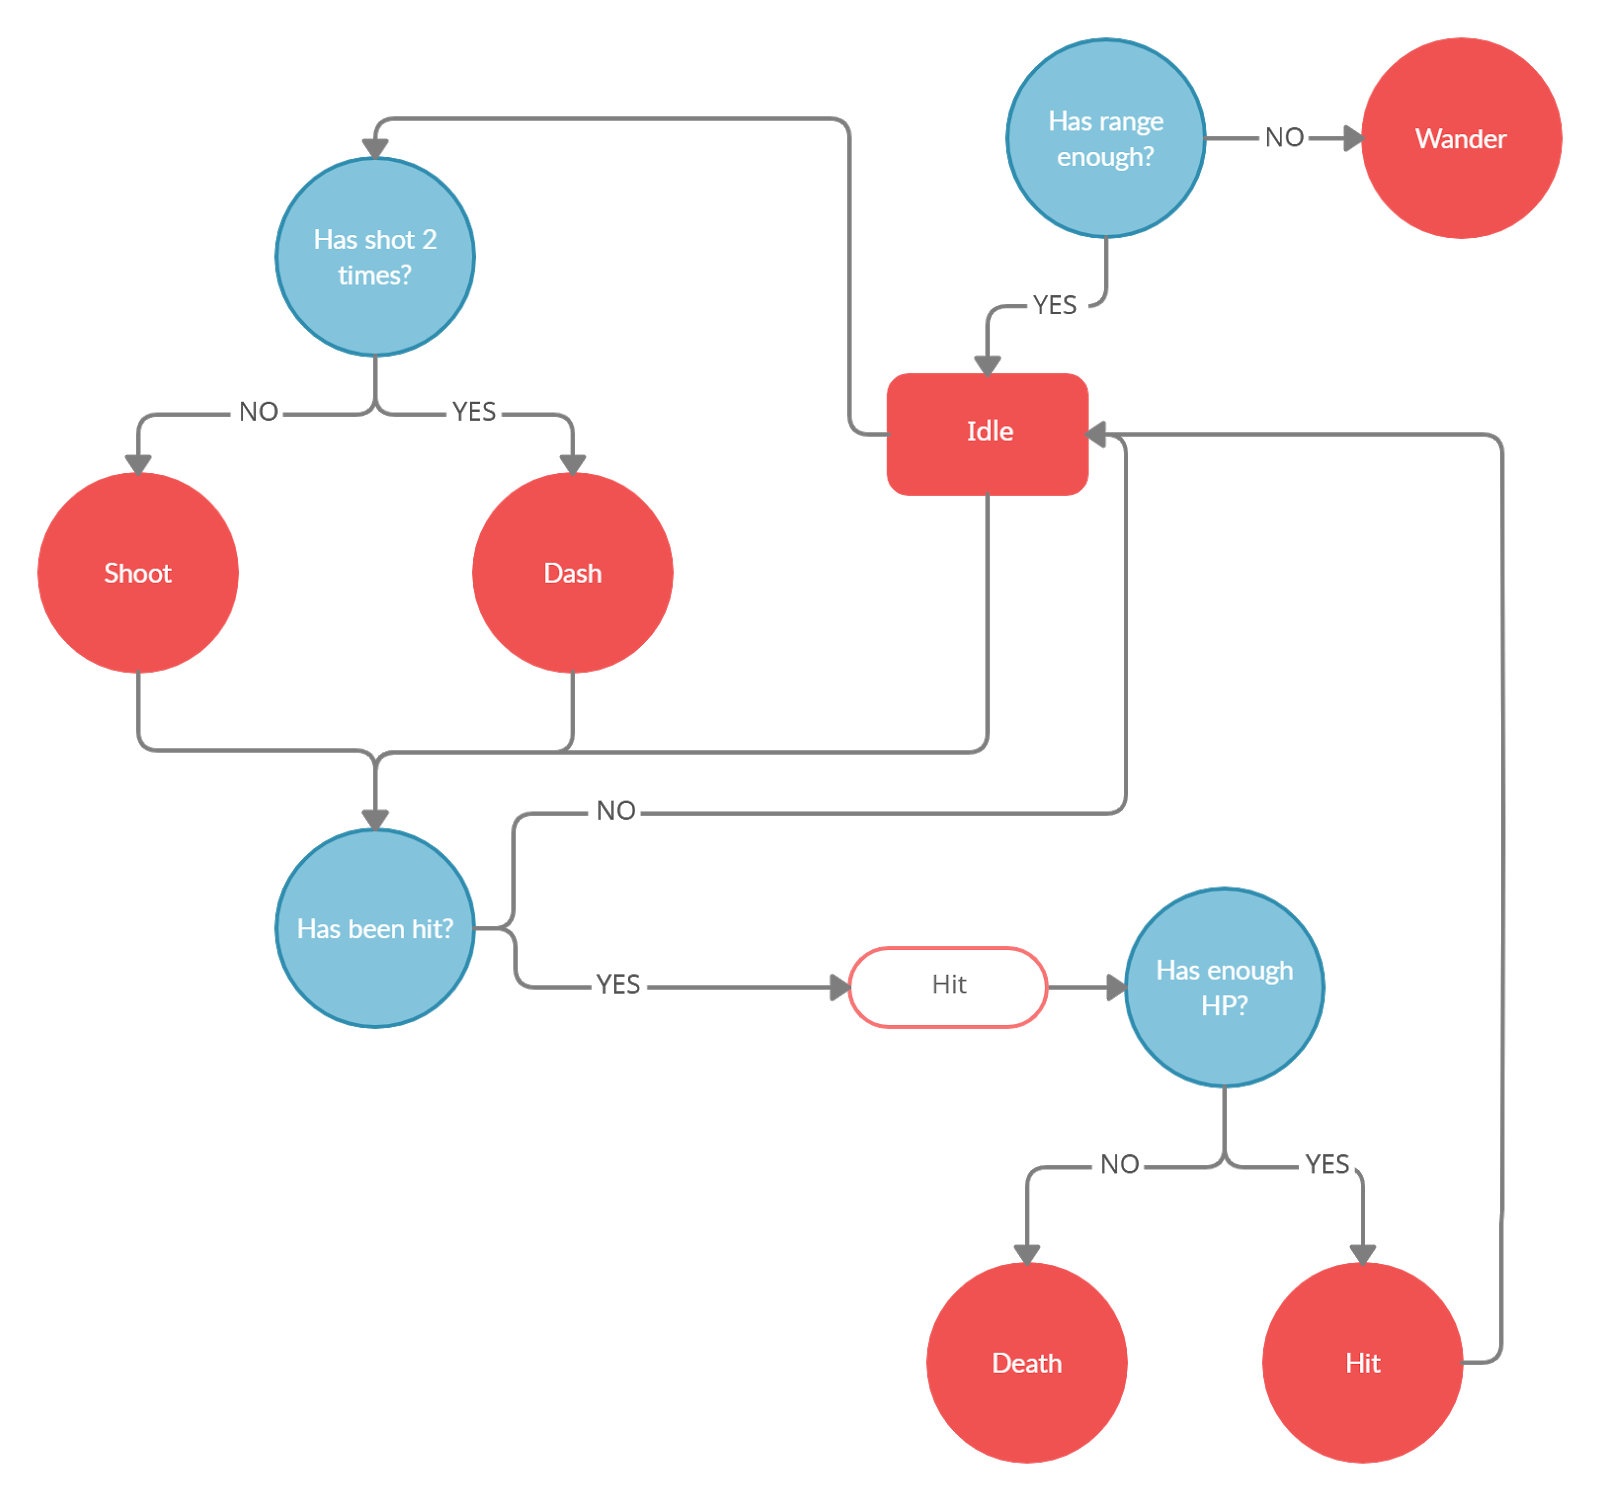 Has range
enough?
NO
Wander
Has shot 2
times?
YES
Idle
NO
YES
Shoot
Dash
NO
Has been hit?
YES
Hit
Has enough
HP?
NO
YES
Death
Hit